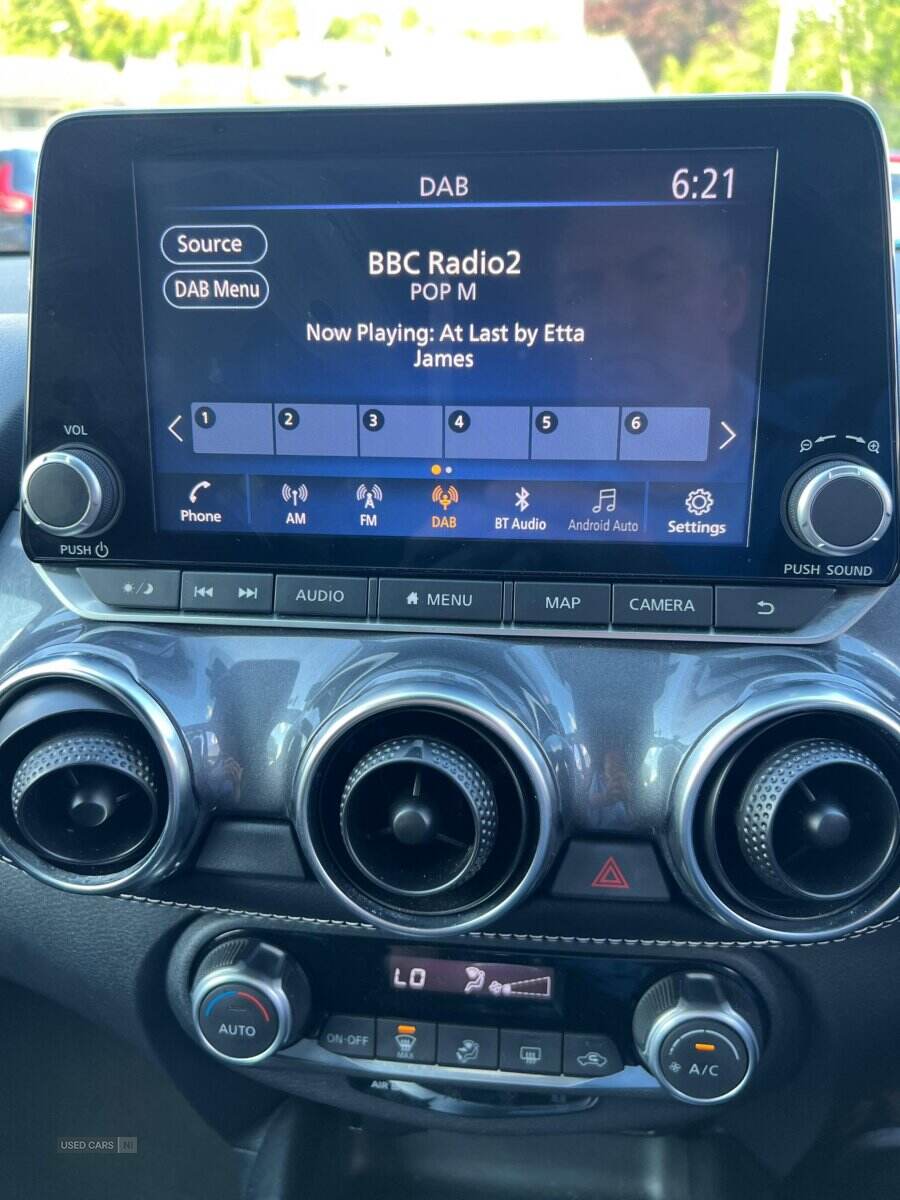 DAB
6:21
Source
BBC Radio2
DAB Menu
POP M
Now Playing: At Last by Etta
James
1 2 3 4 5 6
VOL
Phone AM FM DAB BT Audio Android Auto Settings
PUSH
PUSH SOUND
AUDIO MENU MAP CAMERA
LO
AUTO
ON-OFF
MAX
A/C
AIR
USED CARS NI